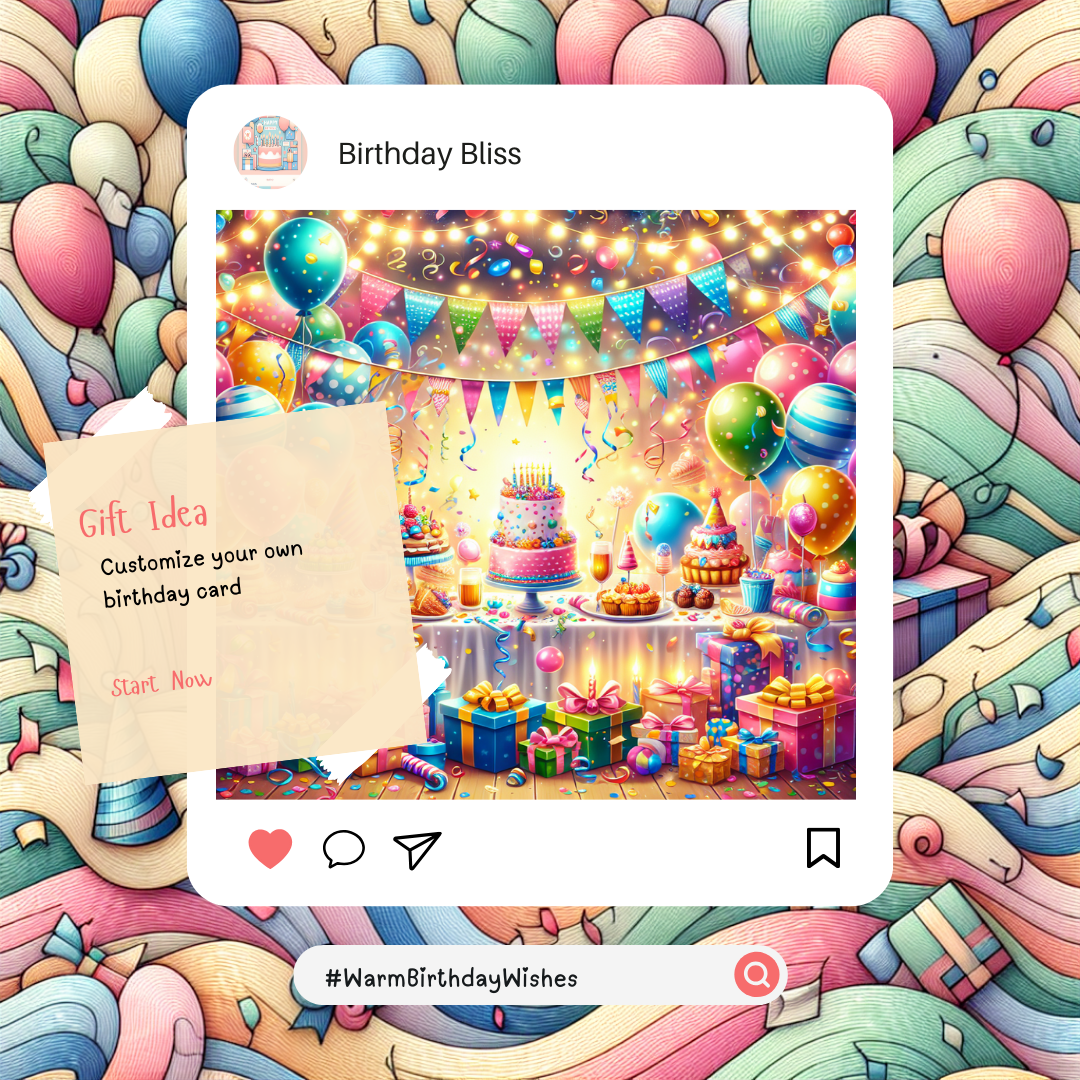 Birthday Bliss
Gift Idea
Customize your own
birthday card
Start Now
#WarmBirthdayWishes